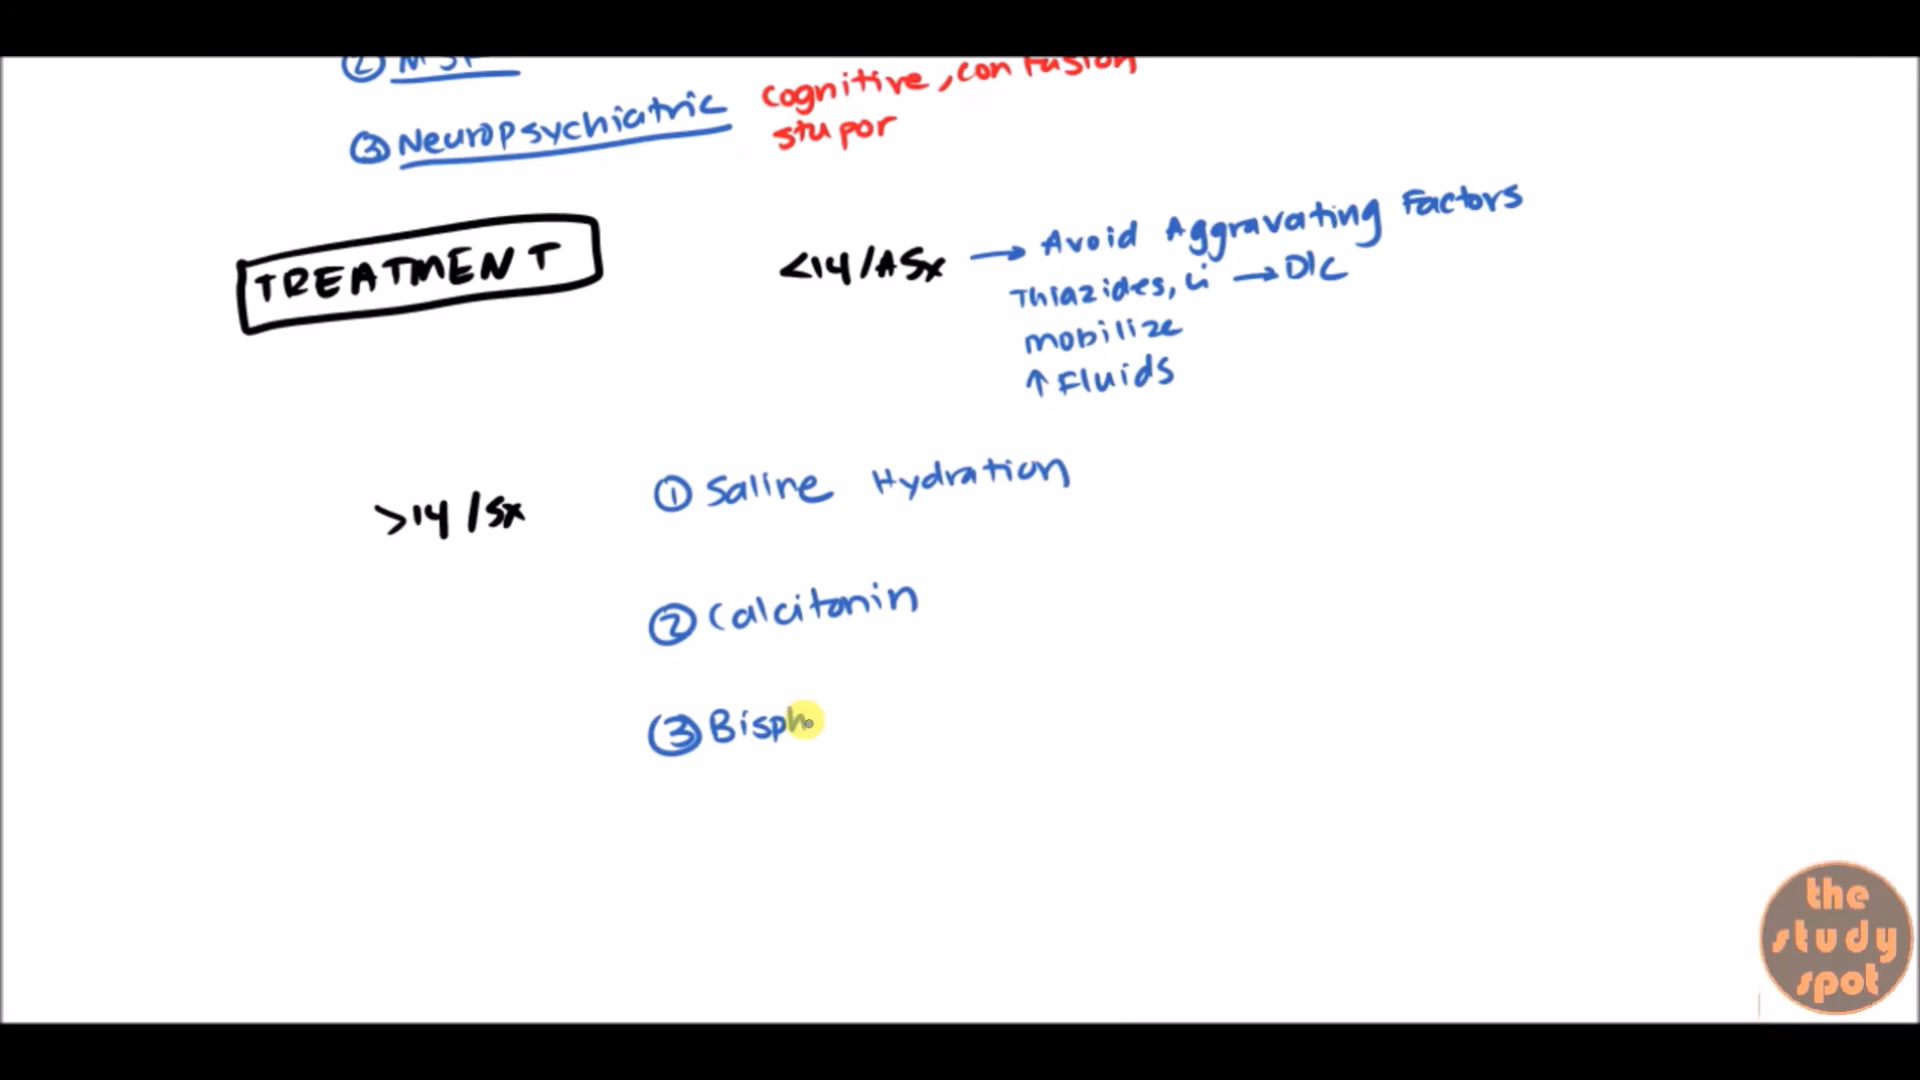 ②
③ Neuropsychiatric Cognitive, confusion
stupor
TREATMENT
<14/ASx → Avoid Aggravating Factors
Thiazides, Li → D/C
mobilize
↑ Fluids
>14/Sx
① Saline Hydration
② Calcitonin
③ Bisph
the
study
spot